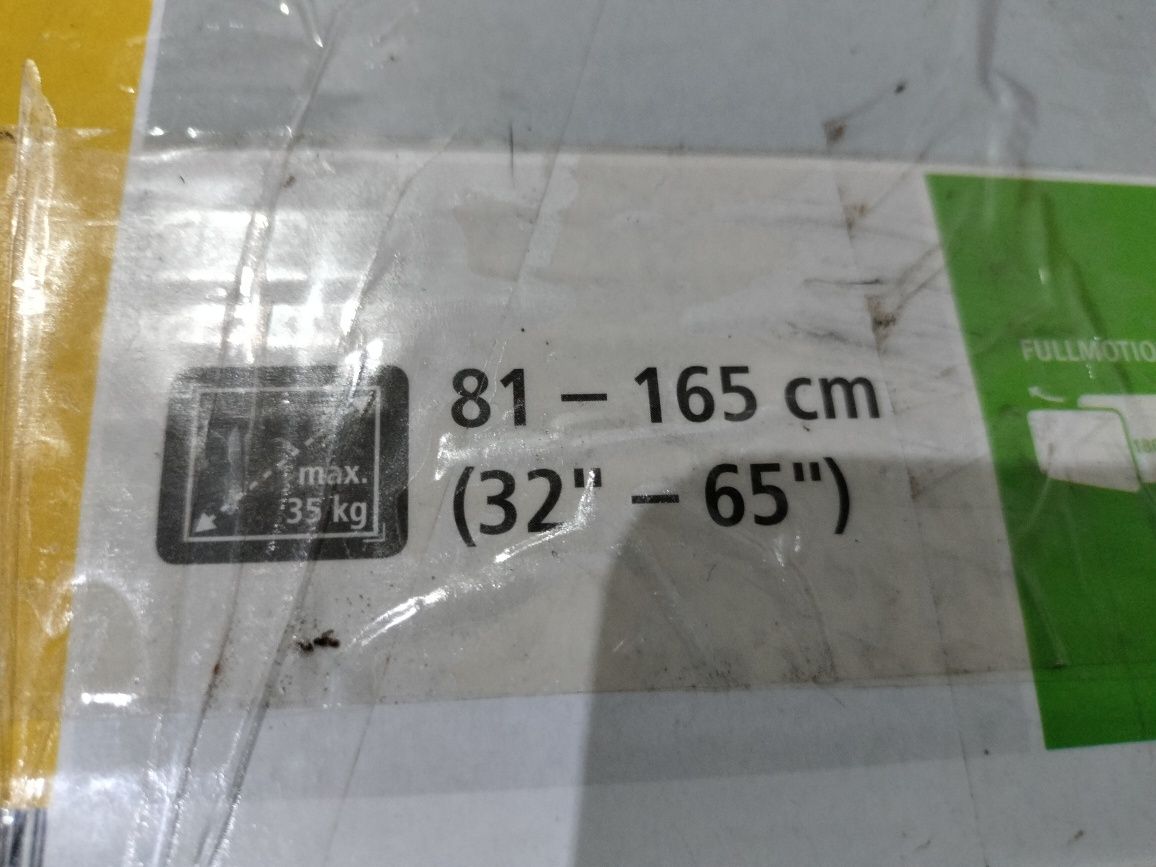 81 – 165 cm
(32" – 65")
max.
35 kg
FULLMOTIO